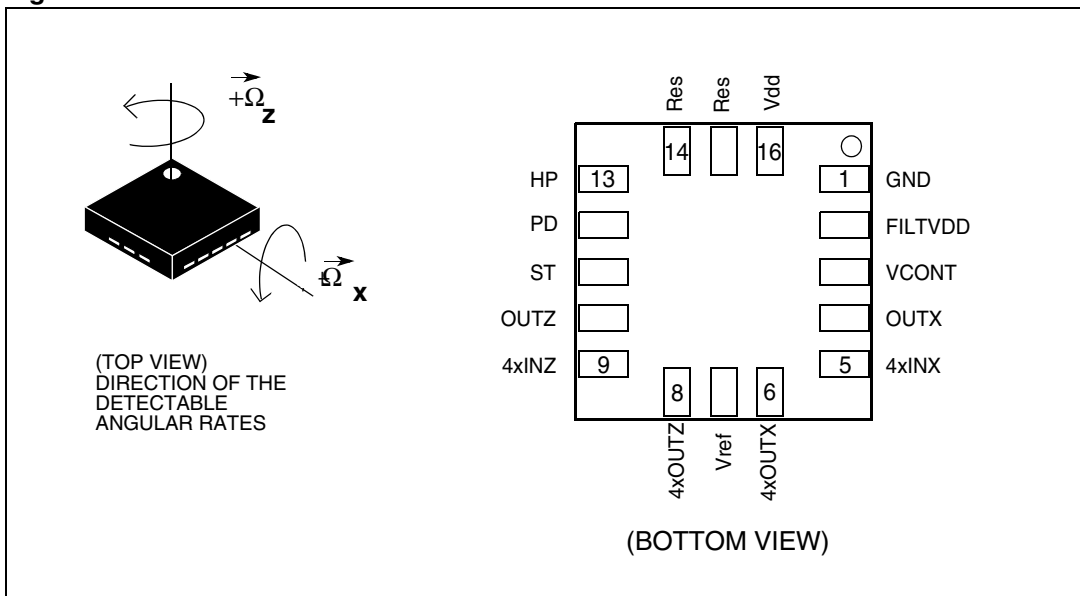 +Ω z
+Ω x
(TOP VIEW)
DIRECTION OF THE
DETECTABLE
ANGULAR RATES
Res Res Vdd
14 16
HP 13 1 GND
PD FILTVDD
ST VCONT
OUTZ OUTX
4xINZ 9 5 4xINX
8 6
4xOUTZ Vref 4xOUTX
(BOTTOM VIEW)